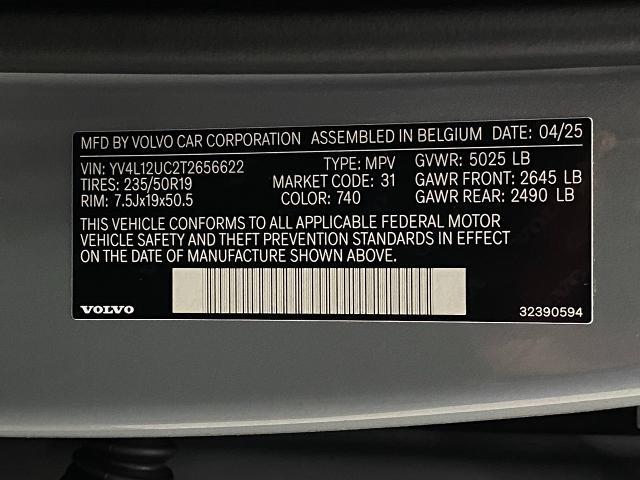 MFD BY VOLVO CAR CORPORATION ASSEMBLED IN BELGIUM DATE: 04/25
VIN: YV4L12UC2T2656622 TYPE: MPV GVWR: 5025 LB
TIRES: 235/50R19 MARKET CODE: 31 GAWR FRONT: 2645 LB
RIM: 7.5Jx19x50.5 COLOR: 740 GAWR REAR: 2490 LB
THIS VEHICLE CONFORMS TO ALL APPLICABLE FEDERAL MOTOR
VEHICLE SAFETY AND THEFT PREVENTION STANDARDS IN EFFECT
ON THE DATE OF MANUFACTURE SHOWN ABOVE.
VOLVO 32390594